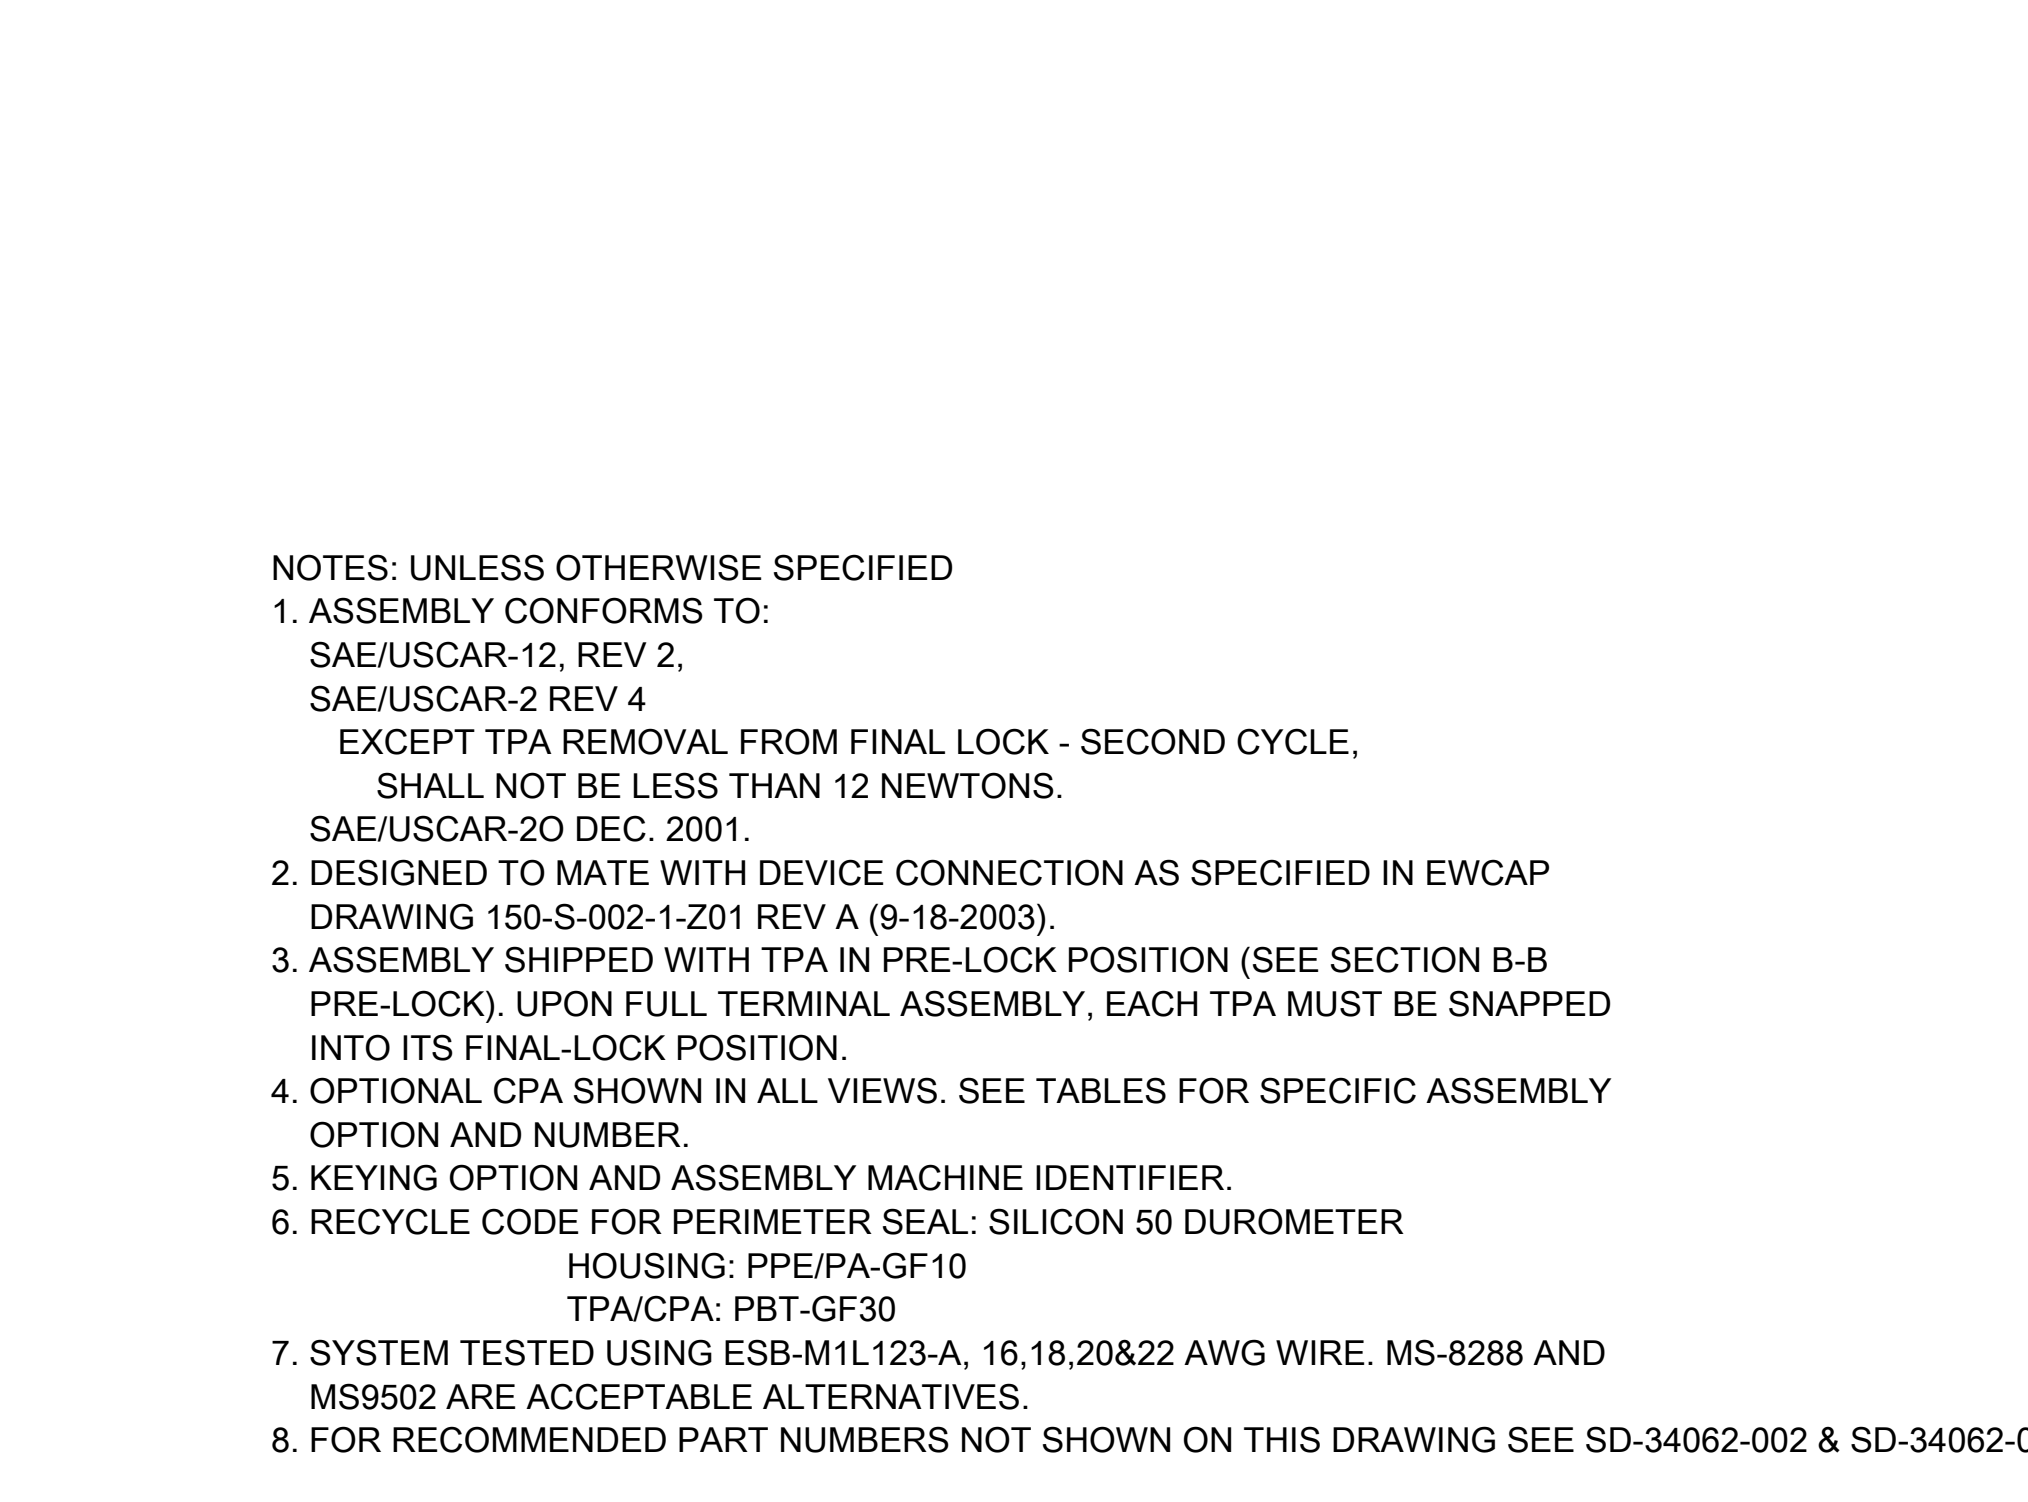 NOTES: UNLESS OTHERWISE SPECIFIED
1. ASSEMBLY CONFORMS TO:
SAE/USCAR-12, REV 2,
SAE/USCAR-2 REV 4
EXCEPT TPA REMOVAL FROM FINAL LOCK - SECOND CYCLE,
SHALL NOT BE LESS THAN 12 NEWTONS.
SAE/USCAR-2O DEC. 2001.
2. DESIGNED TO MATE WITH DEVICE CONNECTION AS SPECIFIED IN EWCAP
DRAWING 150-S-002-1-Z01 REV A (9-18-2003).
3. ASSEMBLY SHIPPED WITH TPA IN PRE-LOCK POSITION (SEE SECTION B-B
PRE-LOCK). UPON FULL TERMINAL ASSEMBLY, EACH TPA MUST BE SNAPPED
INTO ITS FINAL-LOCK POSITION.
4. OPTIONAL CPA SHOWN IN ALL VIEWS. SEE TABLES FOR SPECIFIC ASSEMBLY
OPTION AND NUMBER.
5. KEYING OPTION AND ASSEMBLY MACHINE IDENTIFIER.
6. RECYCLE CODE FOR PERIMETER SEAL: SILICON 50 DUROMETER
HOUSING: PPE/PA-GF10
TPA/CPA: PBT-GF30
7. SYSTEM TESTED USING ESB-M1L123-A, 16,18,20&22 AWG WIRE. MS-8288 AND
MS9502 ARE ACCEPTABLE ALTERNATIVES.
8. FOR RECOMMENDED PART NUMBERS NOT SHOWN ON THIS DRAWING SEE SD-34062-002 &